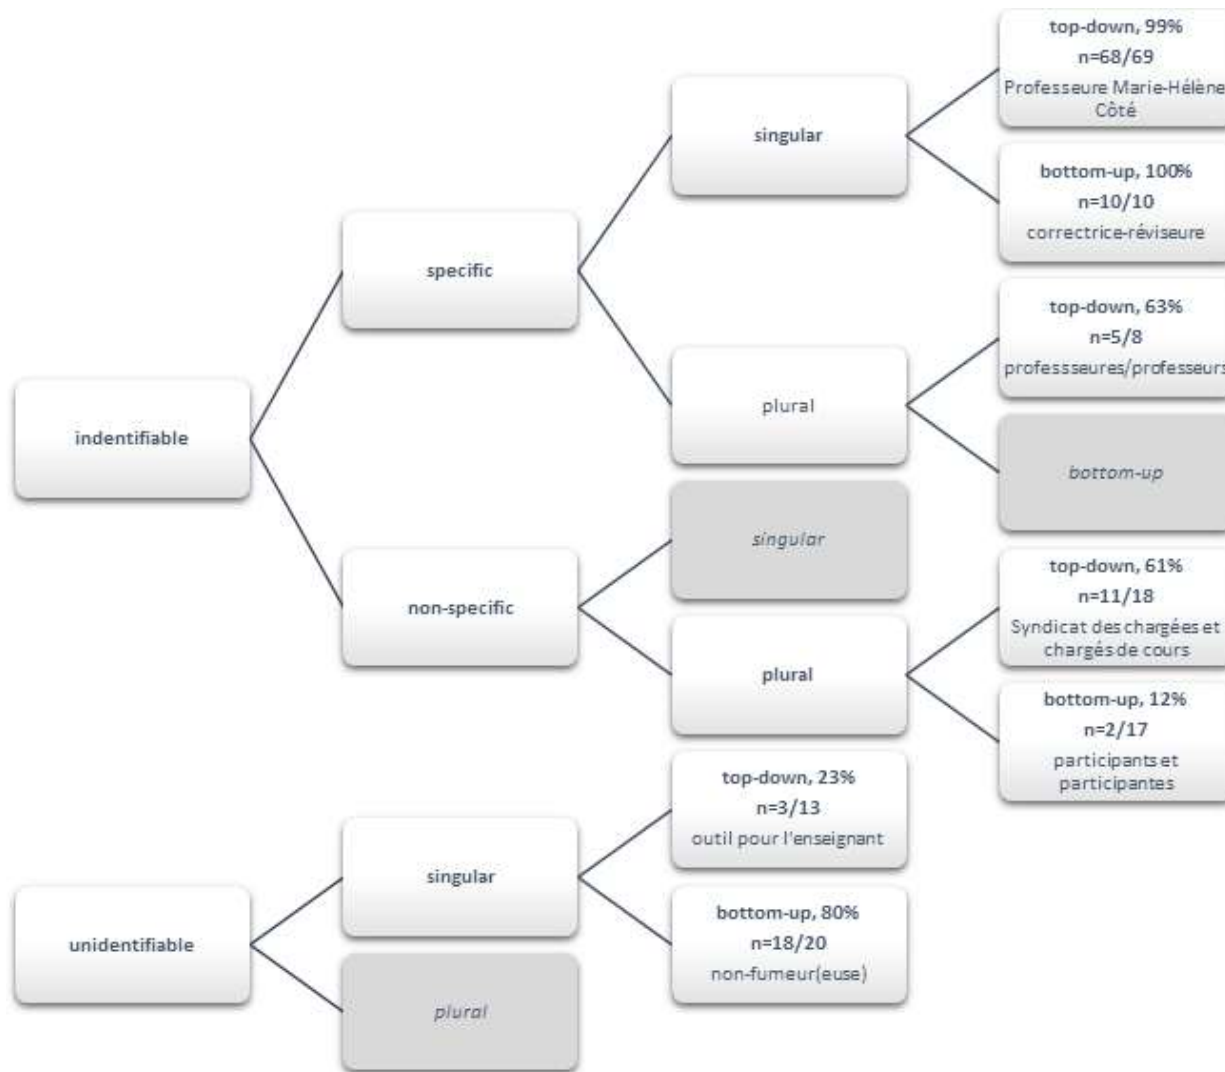 top-down, 99%
n=68/69
Professeure Marie-Hélène
Côté
singular
bottom-up, 100%
n=10/10
correctrice-réviseure
specific
top-down, 63%
n=5/8
professseures/professeurs
plural
indentifiable
bottom-up
singular
top-down, 61%
n=11/18
Syndicat des chargées et
chargés de cours
non-specific
plural
bottom-up, 12%
n=2/17
participants et
participantes
top-down, 23%
n=3/13
outil pour l'enseignant
singular
bottom-up, 80%
n=18/20
non-fumeur(euse)
unidentifiable
plural